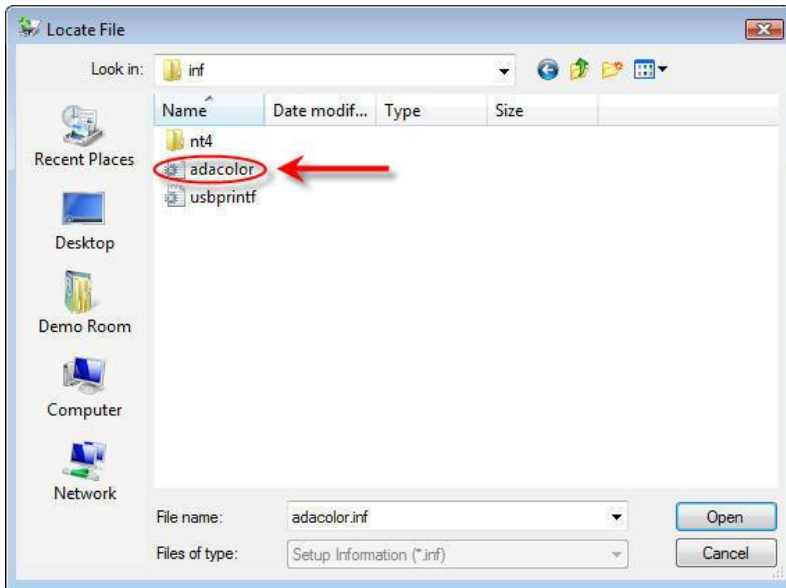 Locate File
Look in: inf
Name Date modif... Type Size
Recent Places
nt4
adacolor
usbprintf
Desktop
Demo Room
Computer
Network
File name: adacolor.inf Open
Files of type: Setup Information (*.inf) Cancel